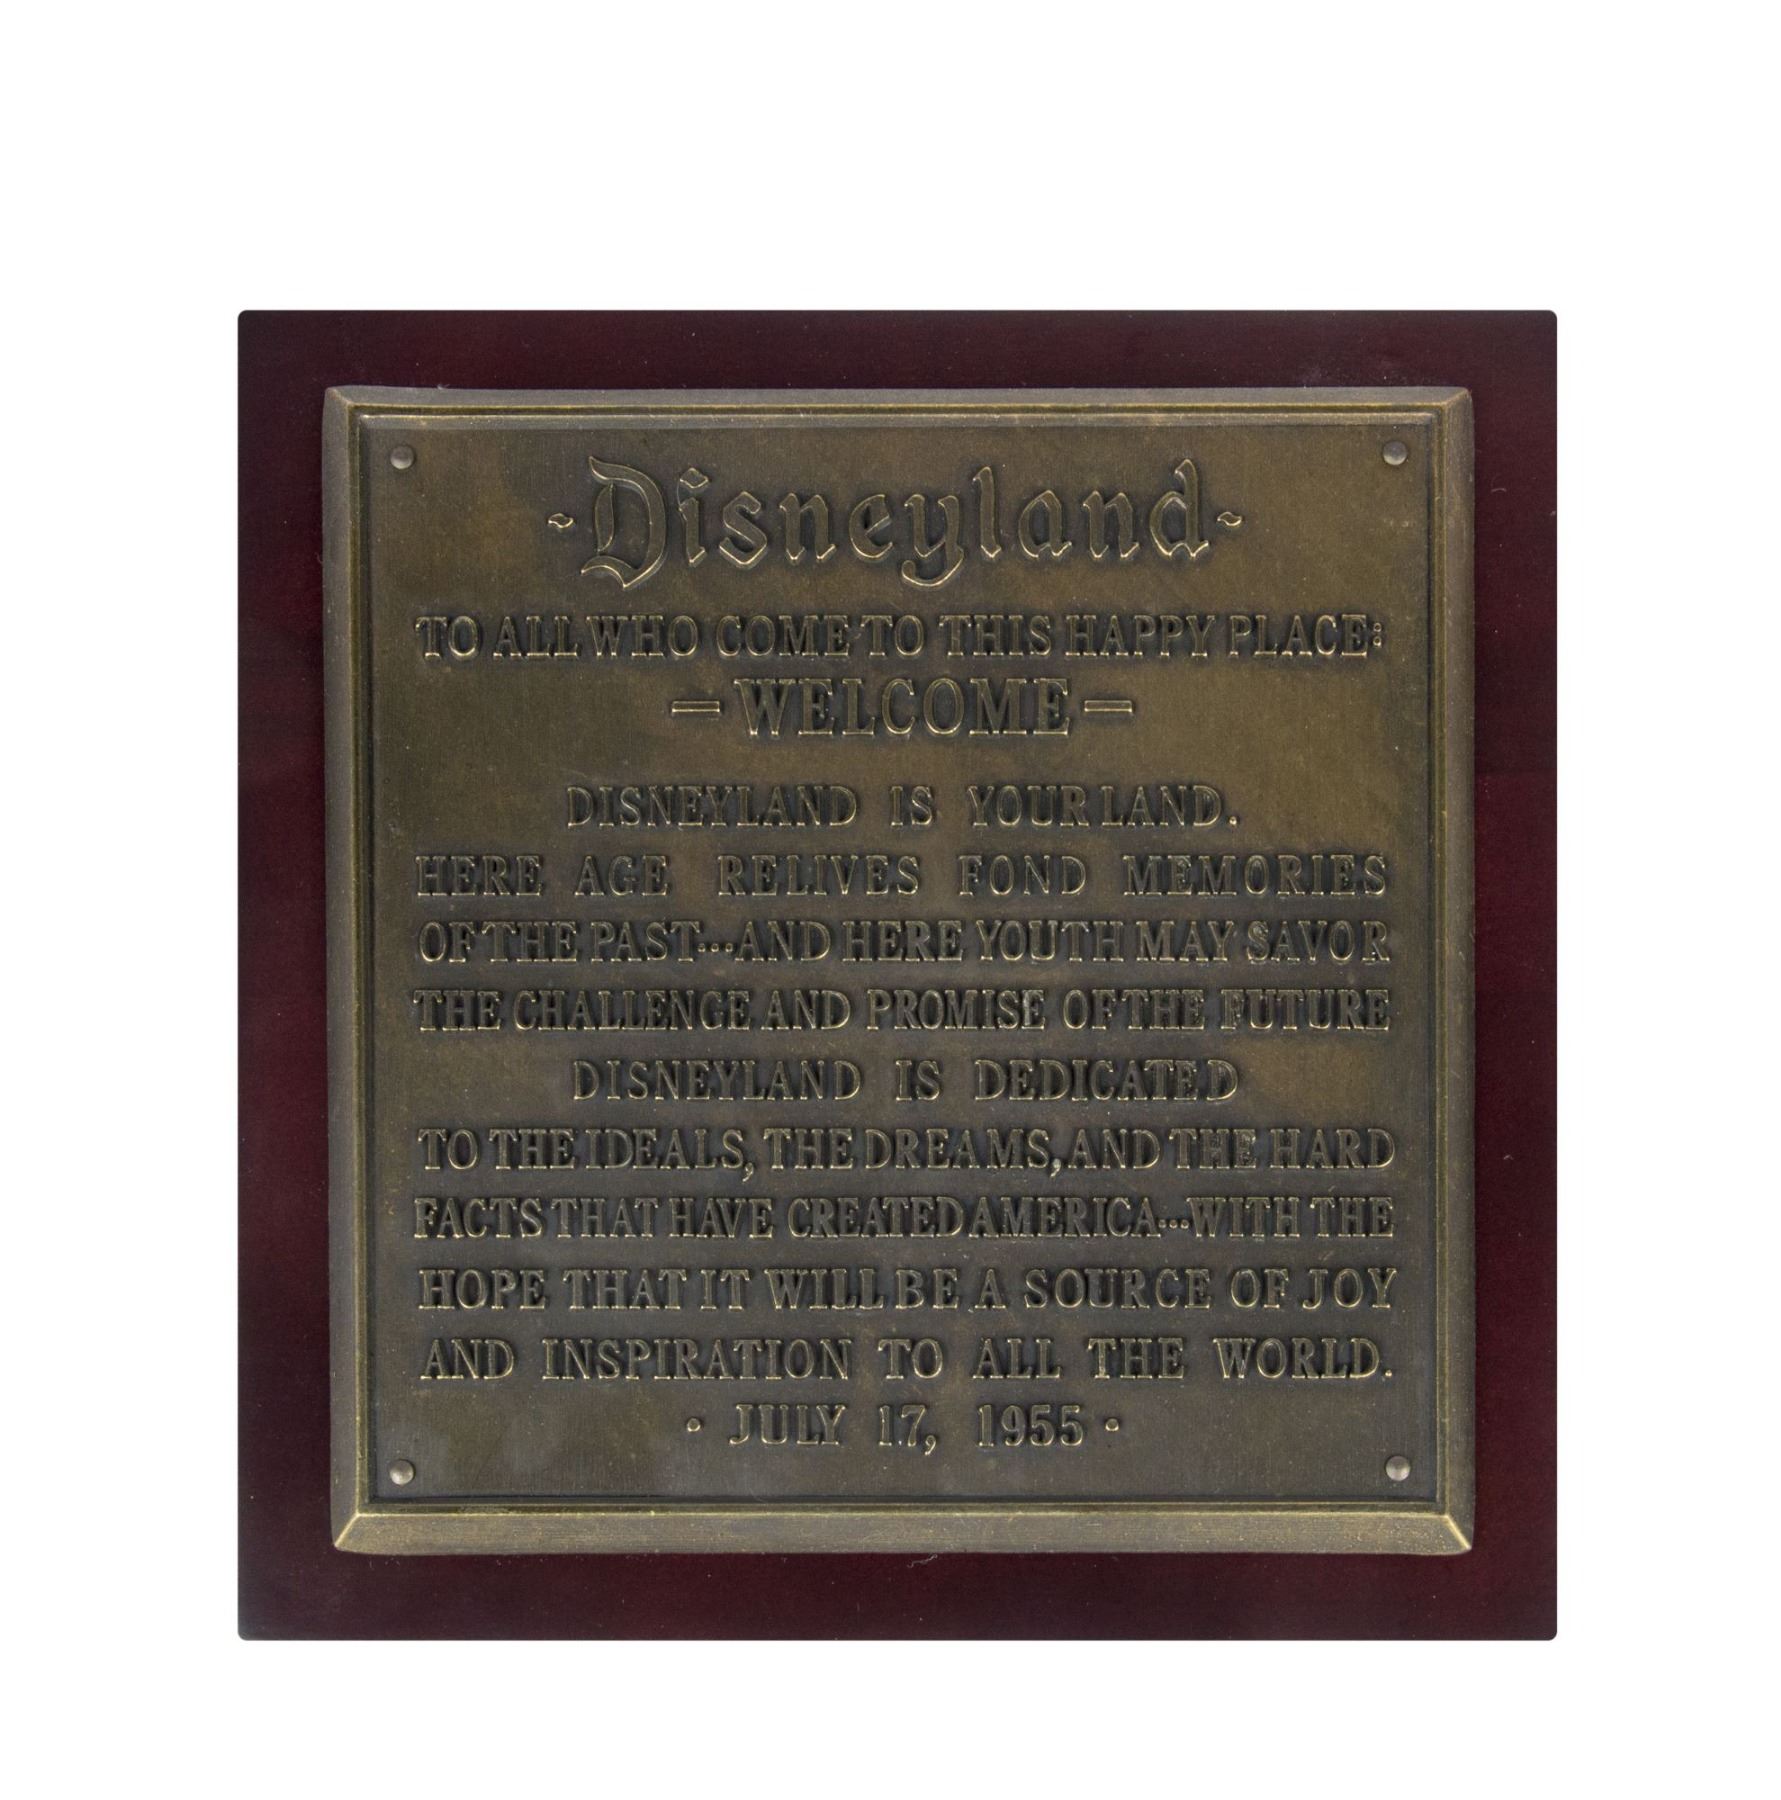 -Disneyland-
TO ALL WHO COME TO THIS HAPPY PLACE:
— WELCOME —
DISNEYLAND IS YOUR LAND.
HERE AGE RELIVES FOND MEMORIES
OF THE PAST...AND HERE YOUTH MAY SAVOR
THE CHALLENGE AND PROMISE OF THE FUTURE
DISNEYLAND IS DEDICATED
TO THE IDEALS, THE DREAMS, AND THE HARD
FACTS THAT HAVE CREATED AMERICA...WITH THE
HOPE THAT IT WILL BE A SOURCE OF JOY
AND INSPIRATION TO ALL THE WORLD.
· JULY 17, 1955 ·